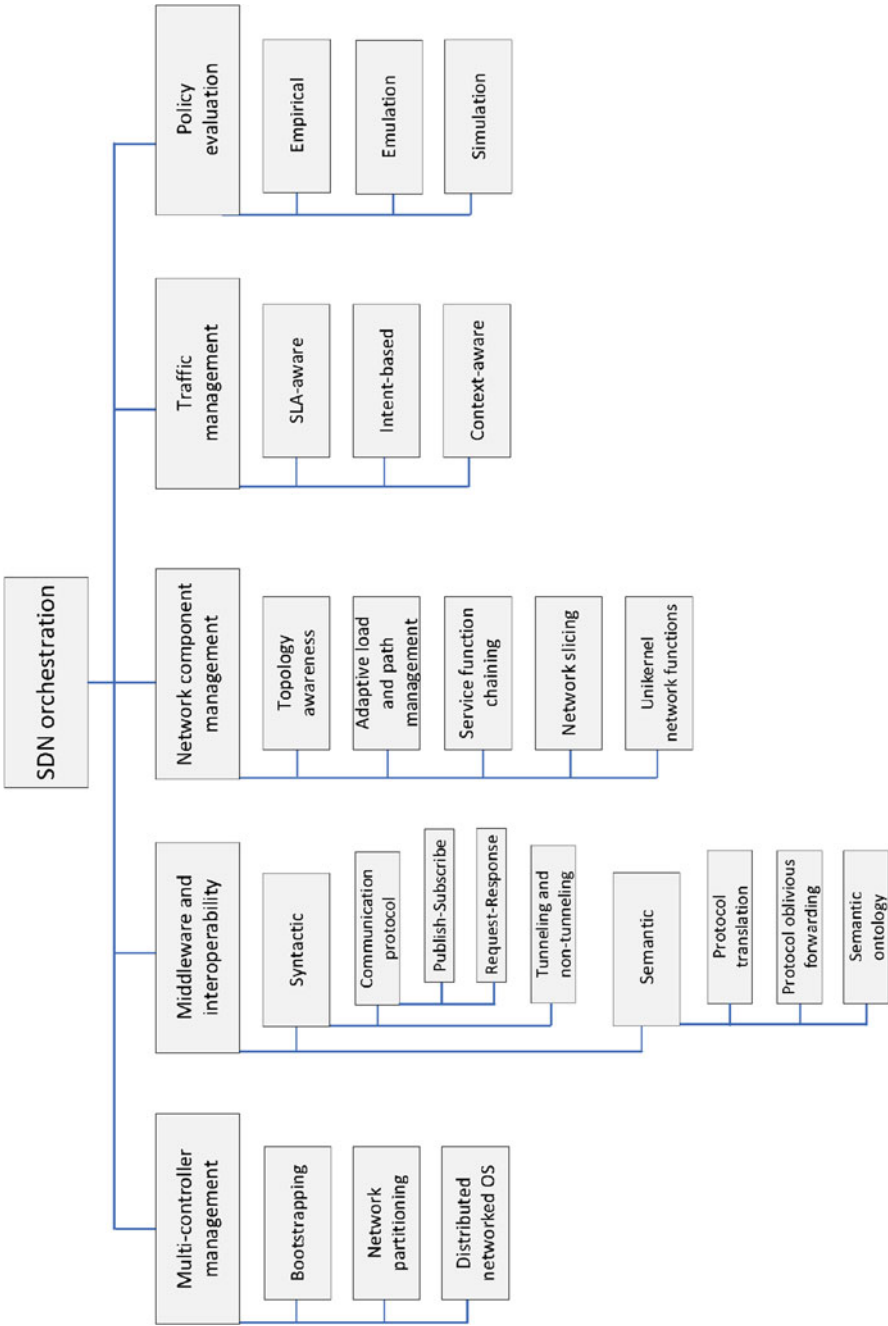 SDN orchestration
Multi-controller
management
Bootstrapping
Network
partitioning
Distributed
networked OS
Middleware and
interoperability
Syntactic
Communication
protocol
Publish-Subscribe
Request-Response
Tunneling and
non-tunneling
Semantic
Protocol
translation
Protocol oblivious
forwarding
Semantic
ontology
Network component
management
Topology
awareness
Adaptive load
and path
management
Service function
chaining
Network slicing
Unikernel
network functions
Traffic
management
SLA-aware
Intent-based
Context-aware
Policy
evaluation
Empirical
Emulation
Simulation